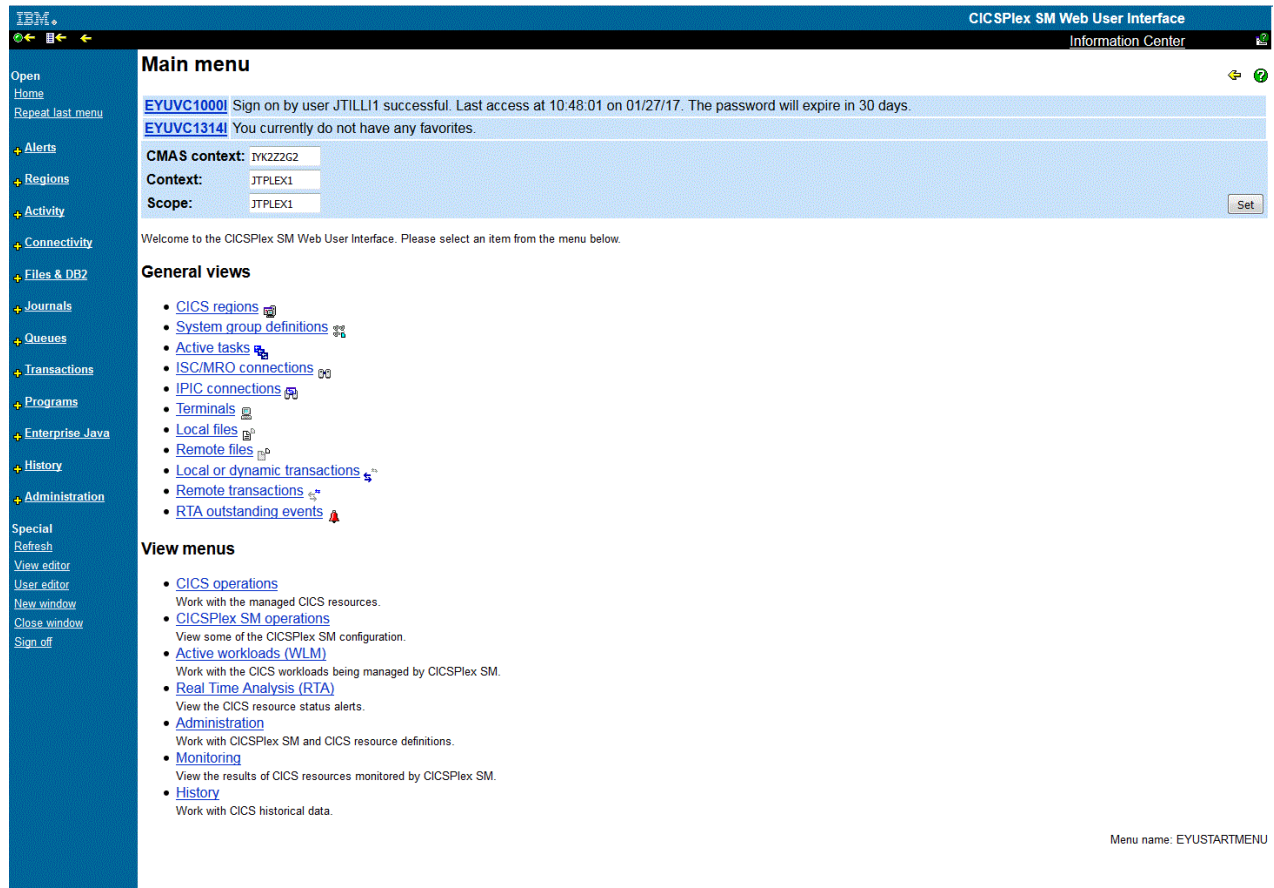 IBM.
CICSPlex SM Web User Interface
Information Center
Open
Home
Repeat last menu
Alerts
Regions
Activity
Connectivity
Files & DB2
Journals
Queues
Transactions
Programs
Enterprise Java
History
Administration
Special
Refresh
View editor
User editor
New window
Close window
Sign off
Main menu
EYUVC1000I Sign on by user JTILLI1 successful. Last access at 10:48:01 on 01/27/17. The password will expire in 30 days.
EYUVC1314I You currently do not have any favorites.
CMAS context: IYK2Z2G2
Context: JTPLEX1
Scope: JTPLEX1
Set
Welcome to the CICSPlex SM Web User Interface. Please select an item from the menu below.
General views
• CICS regions
• System group definitions
• Active tasks
• ISC/MRO connections
• IPIC connections
• Terminals
• Local files
• Remote files
• Local or dynamic transactions
• Remote transactions
• RTA outstanding events
View menus
• CICS operations
Work with the managed CICS resources.
• CICSPlex SM operations
View some of the CICSPlex SM configuration.
• Active workloads (WLM)
Work with the CICS workloads being managed by CICSPlex SM.
• Real Time Analysis (RTA)
View the CICS resource status alerts.
• Administration
Work with CICSPlex SM and CICS resource definitions.
• Monitoring
View the results of CICS resources monitored by CICSPlex SM.
• History
Work with CICS historical data.
Menu name: EYUSTARTMENU